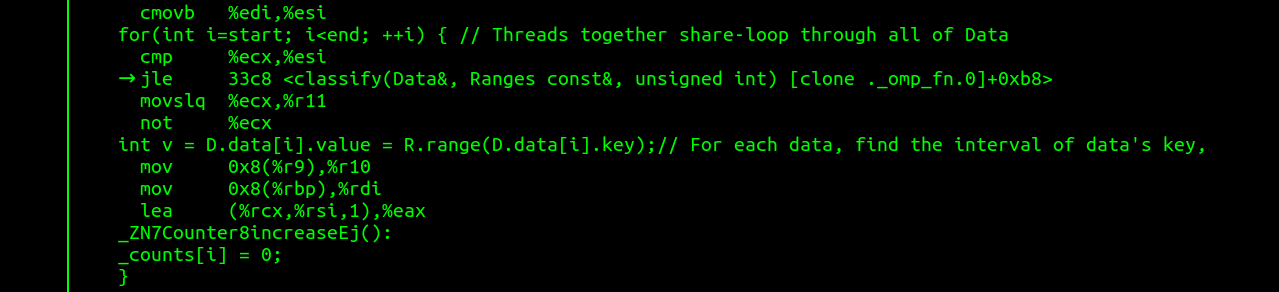 cmovb %edi,%esi
for(int i=start; i<end; ++i) { // Threads together share-loop through all of Data
cmp %ecx,%esi
→jle 33c8 <classify(Data&, Ranges const&, unsigned int) [clone ._omp_fn.0]+0xb8>
movslq %ecx,%r11
not %ecx
int v = D.data[i].value = R.range(D.data[i].key);// For each data, find the interval of data's key,
mov 0x8(%r9),%r10
mov 0x8(%rbp),%rdi
lea (%rcx,%rsi,1),%eax
_ZN7Counter8increaseEj():
_counts[i] = 0;
}